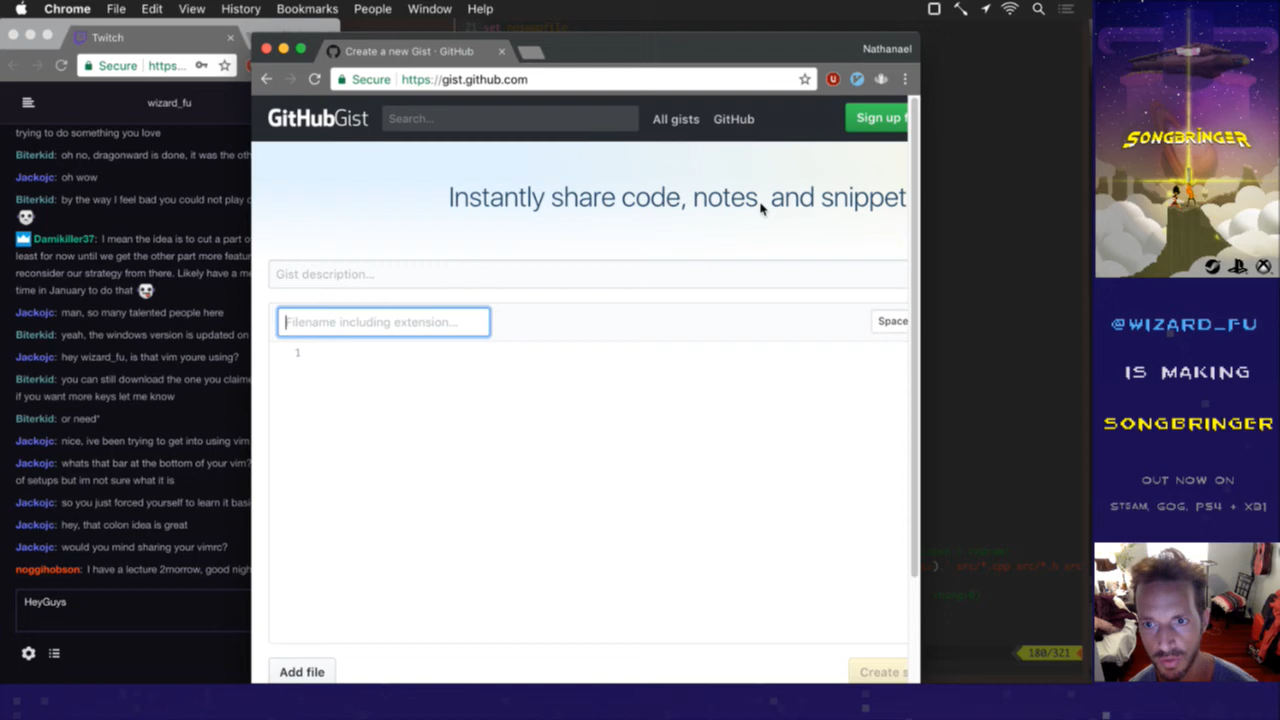 Chrome File Edit View History Bookmarks People Window Help
Twitch
Secure https...
wizard_fu
trying to do something you love
Biterkid: oh no, dragonward is done, it was the oth
Jackojc: oh wow
Biterkid: by the way I feel bad you could not play
Damikiller37: I mean the idea is to cut a part of
least for now until we get the other part more featur
reconsider our strategy from there. Likely have a me
time in January to do that
Jackojc: man, so many talented people here
Biterkid: yeah, the windows version is updated on
Jackojc: hey wizard_fu, is that vim youre using?
Biterkid: you can still download the one you claime
if you want more keys let me know
Biterkid: or need*
Jackojc: nice, ive been trying to get into using vim
Jackojc: whats that bar at the bottom of your vim?
of setups but im not sure what it is
Jackojc: so you just forced yourself to learn it basi
Jackojc: hey, that colon idea is great
Jackojc: would you mind sharing your vimrc?
noggihobson: I have a lecture 2morrow, good nigh
HeyGuys
Create a new Gist · GitHub
Nathanael
Secure https://gist.github.com
GitHubGist
Search...
All gists
GitHub
Sign up f
Instantly share code, notes, and snippet
Gist description...
Filename including extension...
Space
1
Add file
Create s
21 set
src/*.cpp src/*.h src/*
180/321
SONGBRINGER
@WIZARD_FU
IS MAKING
SONGBRINGER
OUT NOW ON
STEAM, GOG, PS4 + XB1